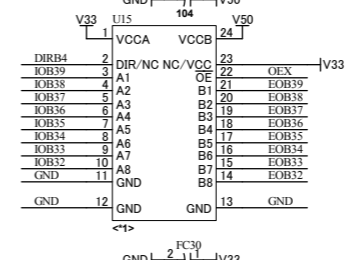 GND 2 1 V50
104
V33 U15 V50
1 VCCA VCCB 24
DIRB4 2 DIR/NC NC/VCC 23 V33
IOB39 3 A1 OE 22 OEX
IOB38 4 A2 B1 21 EOB39
IOB37 5 A3 B2 20 EOB38
IOB36 6 A4 B3 19 EOB37
IOB35 7 A5 B4 18 EOB36
IOB34 8 A6 B5 17 EOB35
IOB33 9 A7 B6 16 EOB34
IOB32 10 A8 B7 15 EOB33
GND 11 GND B8 14 EOB32
GND 12 GND GND 13 GND
<*1>
FC30
GND 2 1 V33